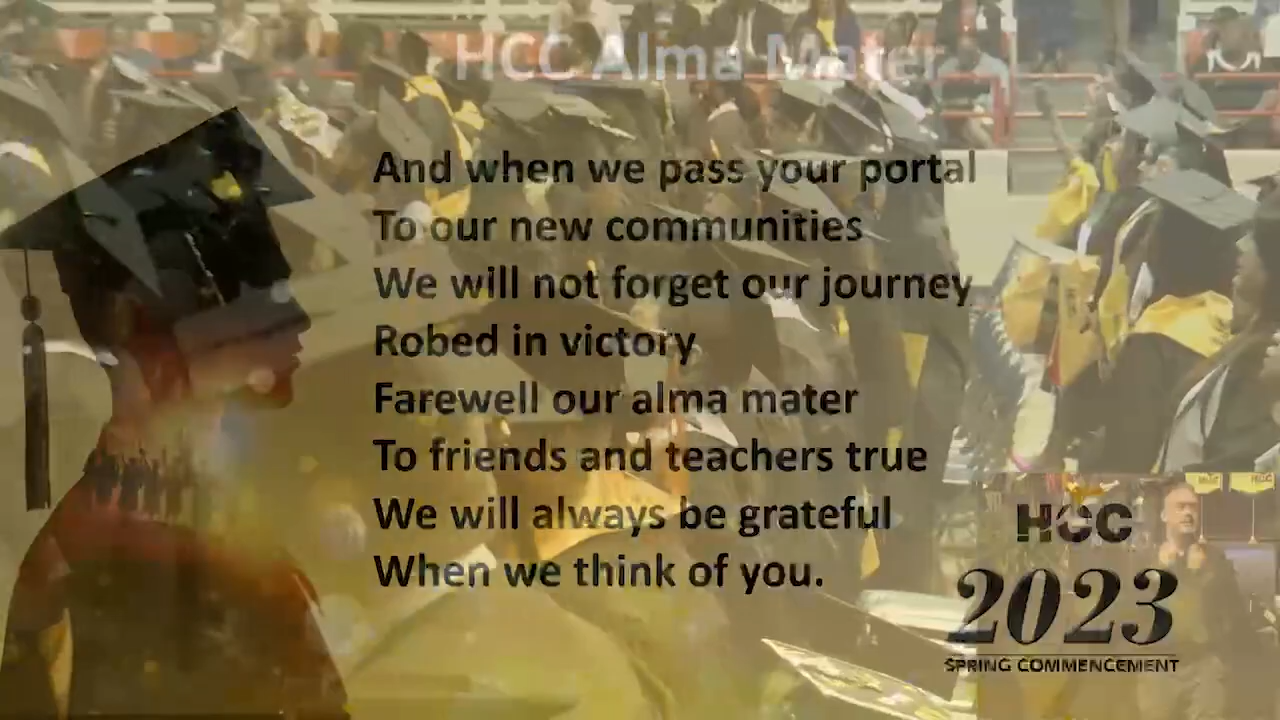 HCC Alma Mater
And when we pass your portal
To our new communities
We will not forget our journey
Robed in victory
Farewell our alma mater
To friends and teachers true
We will always be grateful
When we think of you.
HCC
2023
SPRING COMMENCEMENT